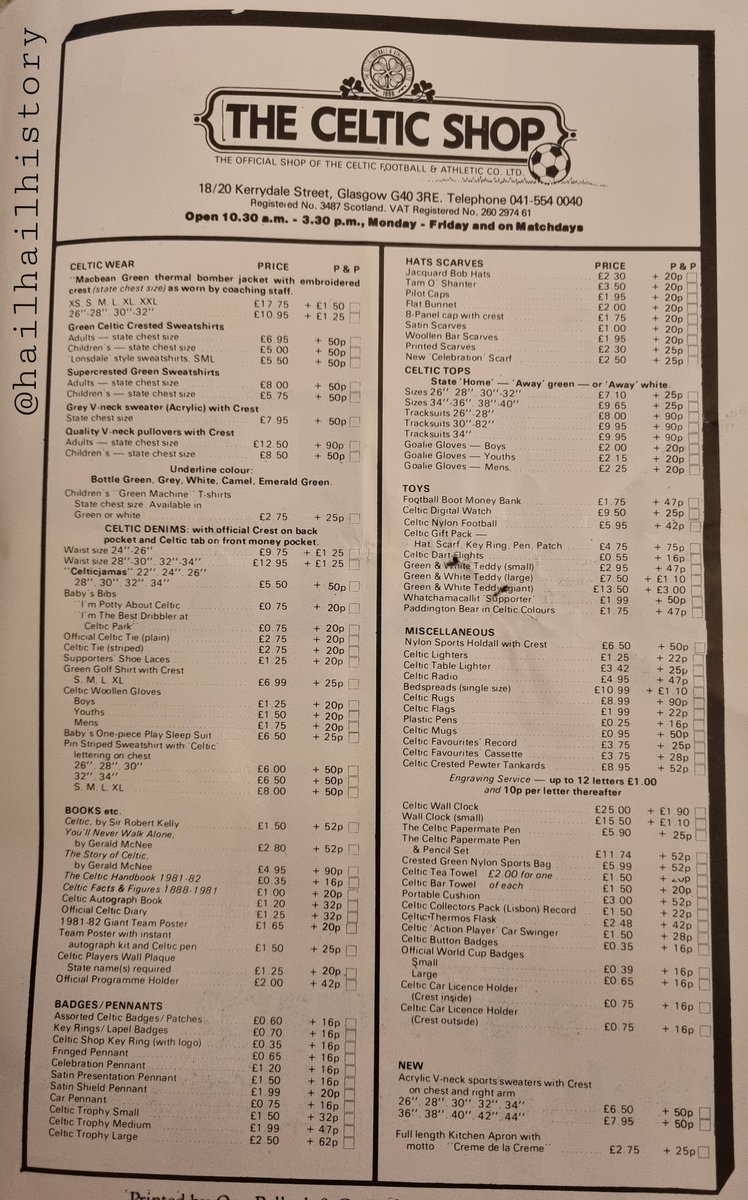 @hailhailhistory
THE CELTIC FOOTBALL & ATHLETIC CO. LTD.
1888
THE CELTIC SHOP
THE OFFICIAL SHOP OF THE CELTIC FOOTBALL & ATHLETIC CO. LTD.
18/20 Kerrydale Street, Glasgow G40 3RE. Telephone 041-554 0040
Registered No. 3487 Scotland. VAT Registered No. 260 2974 61
Open 10.30 a.m. - 3.30 p.m., Monday - Friday and on Matchdays
CELTIC WEAR PRICE P & P
"Macbean Green thermal bomber jacket with embroidered
crest (state chest size) as worn by coaching staff.
XS. S. M. L. XL. XXL £17 75 + £1 50
26"-28". 30"-32" £10 95 + £1 25
Green Celtic Crested Sweatshirts
Adults — state chest size £6 95 + 50p
Children's — state chest size £5 00 + 50p
'Lonsdale' style sweatshirts. SML £5 50 + 50p
Supercrested Green Sweatshirts
Adults — state chest size £8 00 + 50p
Children's — state chest size £5 75 + 50p
Grey V-neck sweater (Acrylic) with Crest
State chest size £7 95 + 50p
Quality V-neck pullovers with Crest
Adults — state chest size £12 50 + 90p
Children's — state chest size £8 50 + 50p
Underline colour:
Bottle Green, Grey, White, Camel, Emerald Green.
Children's "Green Machine" T-shirts
State chest size. Available in
Green or white £2 75 + 25p
CELTIC DENIMS: with official Crest on back
pocket and Celtic tab on front money pocket.
Waist size 24"-26" £9.75 + £1 25
Waist size 28"-30", 32"-34" £12 95 + £1 25
"Celticjamas" 22". 24". 26"
28". 30". 32". 34" £5 50 + 50p
Baby's Bibs
"I'm Potty About Celtic £0 75 + 20p
"I'm The Best Dribbler at
Celtic Park" £0 75 + 20p
Official Celtic Tie (plain) £2 75 + 20p
Celtic Tie (striped) £2 75 + 20p
Supporters' Shoe Laces £1 25 + 20p
Green Golf Shirt with Crest
S. M. L. XL £6.99 + 25p
Celtic Woollen Gloves
Boys £1 25 + 20p
Youths £1 50 + 20p
Mens £1 75 + 20p
Baby's One-piece Play Sleep Suit £6 50 + 25p
Pin Striped Sweatshirt with 'Celtic'
lettering on chest
26". 28". 30" £6 00 + 50p
32". 34" £6 50 + 50p
S. M. L. XL £8 00 + 50p
BOOKS etc.
Celtic, by Sir Robert Kelly £1 50 + 52p
You'll Never Walk Alone,
by Gerald McNee £2 80 + 52p
The Story of Celtic,
by Gerald McNee £4 95 + 90p
The Celtic Handbook 1981-82 £0 35 + 16p
Celtic Facts & Figures 1888-1981 £1 00 + 20p
Celtic Autograph Book £1 20 + 32p
Official Celtic Diary £1 25 + 32p
1981-82 Giant Team Poster £1 65 + 20p
Team Poster with instant
autograph kit and Celtic pen £1 50 + 25p
Celtic Players Wall Plaque
State name(s) required £1 25 + 20p
Official Programme Holder £2 00 + 42p
BADGES/PENNANTS
Assorted Celtic Badges/Patches £0 60 + 16p
Key Rings/Lapel Badges £0 70 + 16p
Celtic Shop Key Ring (with logo) £0 35 + 16p
Fringed Pennant £0 65 + 16p
Celebration Pennant £1 20 + 16p
Satin Presentation Pennant £1 50 + 16p
Satin Shield Pennant £1 99 + 20p
Car Pennant £0 75 + 16p
Celtic Trophy Small £1 50 + 32p
Celtic Trophy Medium £1 99 + 47p
Celtic Trophy Large £2 50 + 62p
HATS SCARVES PRICE P & P
Jacquard Bob Hats £2 30 + 20p
Tam O' Shanter £3 50 + 20p
Pilot Caps £1 95 + 20p
Flat Bunnet £2 00 + 20p
8-Panel cap with crest £1 75 + 20p
Satin Scarves £1 00 + 20p
Woollen Bar Scarves £1 95 + 20p
Printed Scarves £2 30 + 25p
New 'Celebration' Scarf £2 50 + 25p
CELTIC TOPS
State 'Home' — 'Away' green — or 'Away' white.
Sizes 26". 28". 30"-32" £7 10 + 25p
Sizes 34"-36". 38"-40" £9 65 + 25p
Tracksuits 26"-28" £8 00 + 90p
Tracksuits 30"-82" £9 95 + 90p
Tracksuits 34" £9 95 + 90p
Goalie Gloves — Boys £2 00 + 20p
Goalie Gloves — Youths £2 15 + 20p
Goalie Gloves — Mens. £2 25 + 20p
TOYS
Football Boot Money Bank £1 75 + 47p
Celtic Digital Watch £9 50 + 25p
Celtic Nylon Football £5 95 + 42p
Celtic Gift Pack —
Hat. Scarf. Key Ring. Pen. Patch £4 75 + 75p
Celtic Dart Flights £0 55 + 16p
Green & White Teddy (small) £2 95 + 47p
Green & White Teddy (large) £7 50 + £1 10
Green & White Teddy (giant) £13 50 + £3.00
Whatchamacallit 'Supporter' £1 99 + 50p
Paddington Bear in Celtic Colours £1 75 + 47p
MISCELLANEOUS
Nylon Sports Holdall with Crest £6 50 + 50p
Celtic Lighters £1 25 + 22p
Celtic Table Lighter £3 42 + 25p
Celtic Radio £4 95 + 47p
Bedspreads (single size) £10 99 + £1 10
Celtic Rugs £8 99 + 90p
Celtic Flags £1 99 + 22p
Plastic Pens £0 25 + 16p
Celtic Mugs £0 95 + 50p
Celtic Favourites' Record £3 75 + 25p
Celtic Favourites' Cassette £3 75 + 28p
Celtic Crested Pewter Tankards £8 95 + 52p
Engraving Service — up to 12 letters £1.00
and 10p per letter thereafter
Celtic Wall Clock £25 00 + £1 90
Wall Clock (small) £15 50 + £1 10
The Celtic Papermate Pen £5.90 + 25p
The Celtic Papermate Pen
& Pencil Set £11 74 + 52p
Crested Green Nylon Sports Bag £5 99 + 52p
Celtic Tea Towel £2.00 for one £1 50
Celtic Bar Towel of each £1 50 + 20p
Portable Cushion £3 00 + 52p
Celtic Collectors Pack (Lisbon) Record £1 50 + 22p
Celtic Thermos Flask £2 48 + 42p
Celtic 'Action Player' Car Swinger £1 50 + 28p
Celtic Button Badges £0 35 + 16p
Official World Cup Badges
Small £0 39 + 16p
Large £0 65 + 16p
Celtic Car Licence Holder
(Crest inside) £0 75 + 16p
Celtic Car Licence Holder
(Crest outside) £0 75 + 16p
NEW
Acrylic V-neck sports sweaters with Crest
on chest and right arm
26". 28". 30". 32". 34" £6 50 + 50p
36". 38". 40". 42". 44" £7 95 + 50p
Full length Kitchen Apron with
motto "Creme de la Creme" £2 75 + 25p